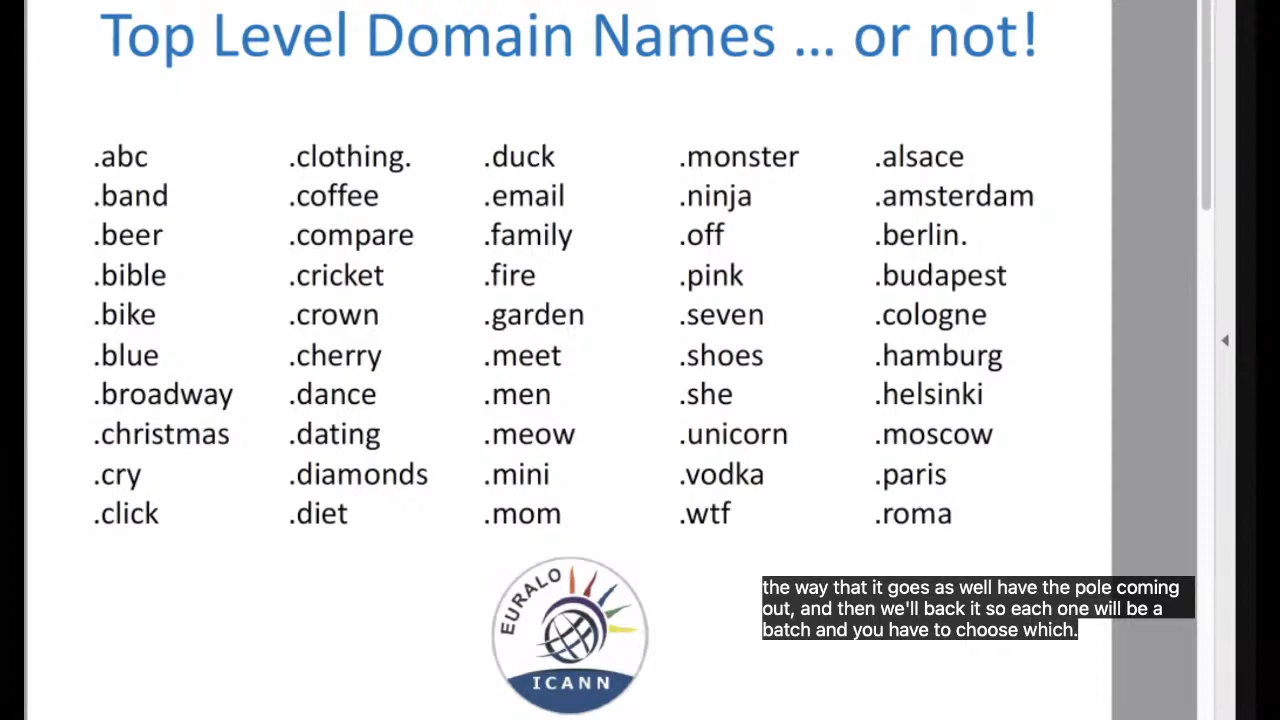 Top Level Domain Names ... or not!
.abc .clothing. .duck .monster .alsace
.band .coffee .email .ninja .amsterdam
.beer .compare .family .off .berlin.
.bible .cricket .fire .pink .budapest
.bike .crown .garden .seven .cologne
.blue .cherry .meet .shoes .hamburg
.broadway .dance .men .she .helsinki
.christmas .dating .meow .unicorn .moscow
.cry .diamonds .mini .vodka .paris
.click .diet .mom .wtf .roma
EURALO
ICANN
the way that it goes as well have the pole coming
out, and then we'll back it so each one will be a
batch and you have to choose which.